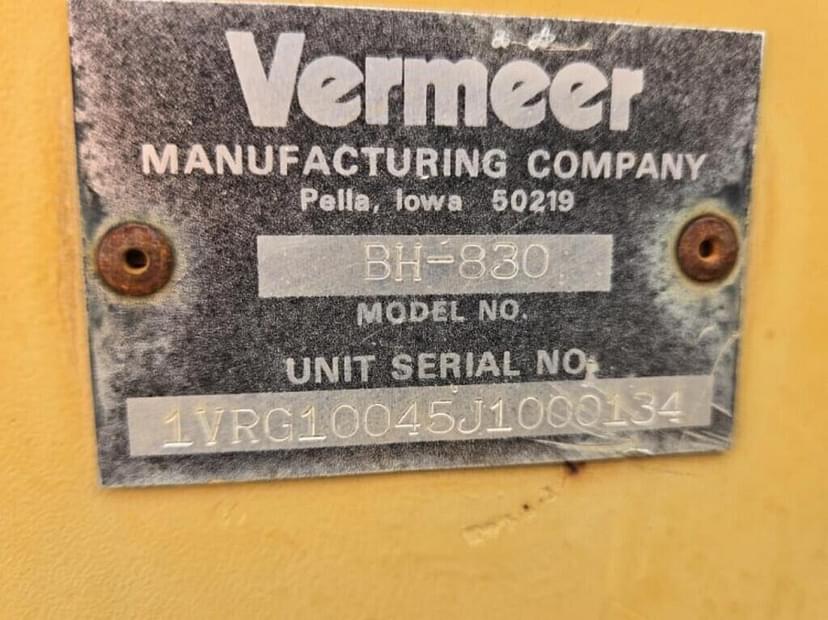 Vermeer
MANUFACTURING COMPANY
Pella, Iowa 50219
BH-830
MODEL NO.
UNIT SERIAL NO.
1VRG10045J1000134